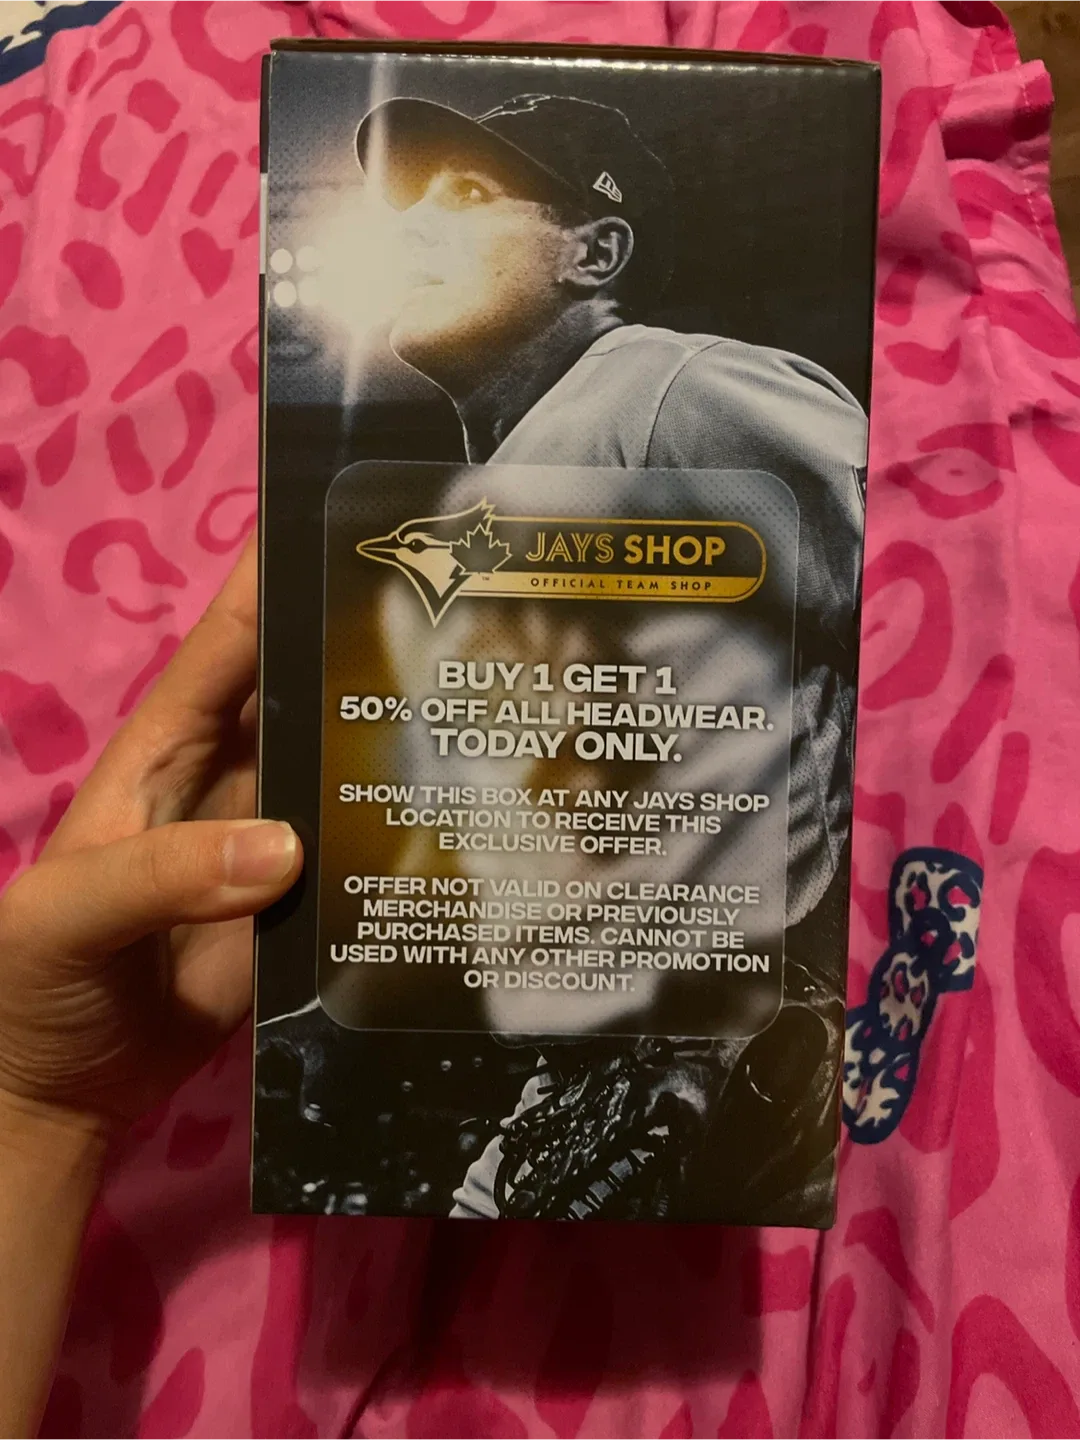 JAYS SHOP
OFFICIAL TEAM SHOP
BUY 1 GET 1
50% OFF ALL HEADWEAR.
TODAY ONLY.
SHOW THIS BOX AT ANY JAYS SHOP
LOCATION TO RECEIVE THIS
EXCLUSIVE OFFER.
OFFER NOT VALID ON CLEARANCE
MERCHANDISE OR PREVIOUSLY
PURCHASED ITEMS. CANNOT BE
USED WITH ANY OTHER PROMOTION
OR DISCOUNT.